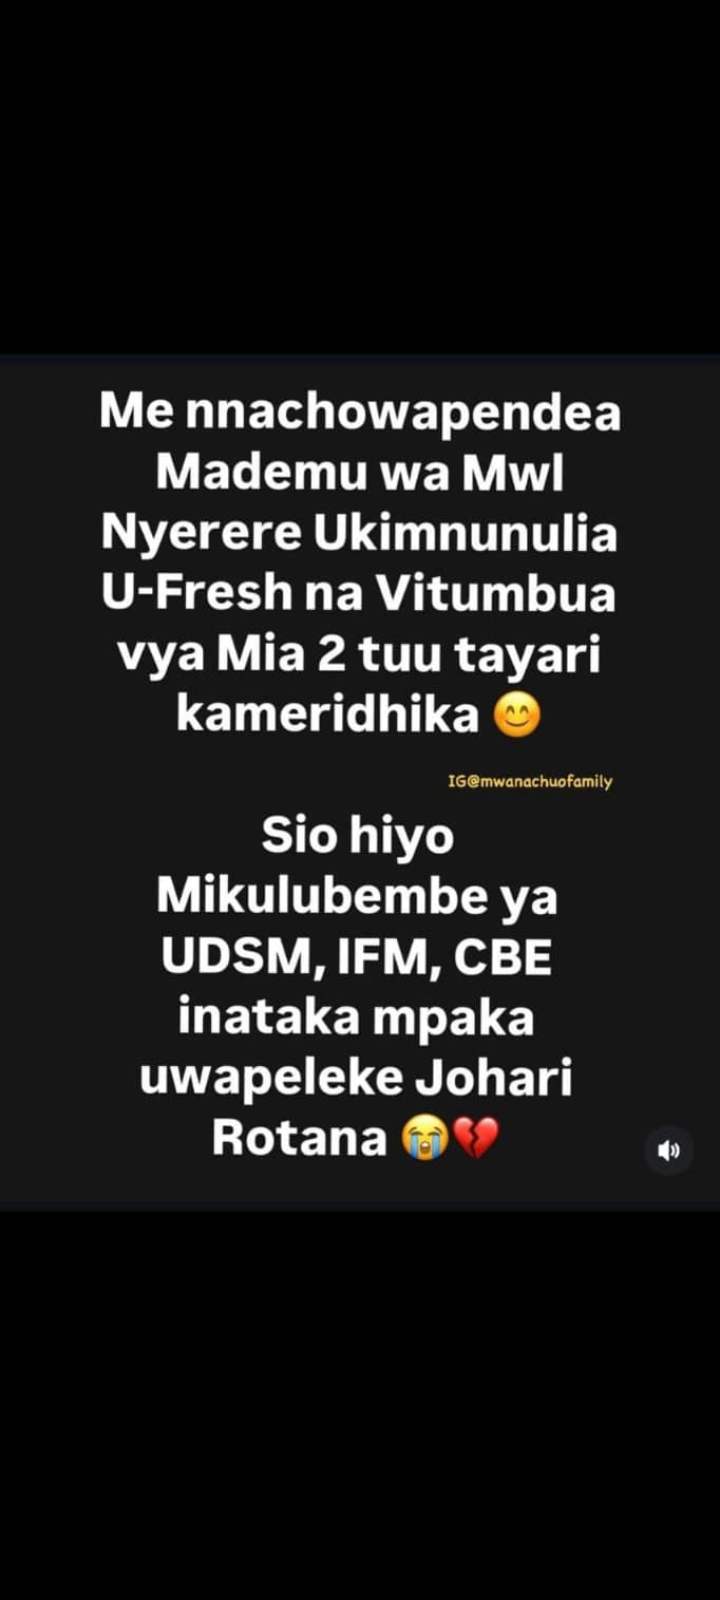 Me nnachowapendea
Mademu wa Mwl
Nyerere Ukimnunulia
U-Fresh na Vitumbua
vya Mia 2 tuu tayari
kameridhika 😊
IG@mwanachuofamily
Sio hiyo
Mikulubembe ya
UDSM, IFM, CBE
inataka mpaka
uwapeleke Johari
Rotana 😭💔